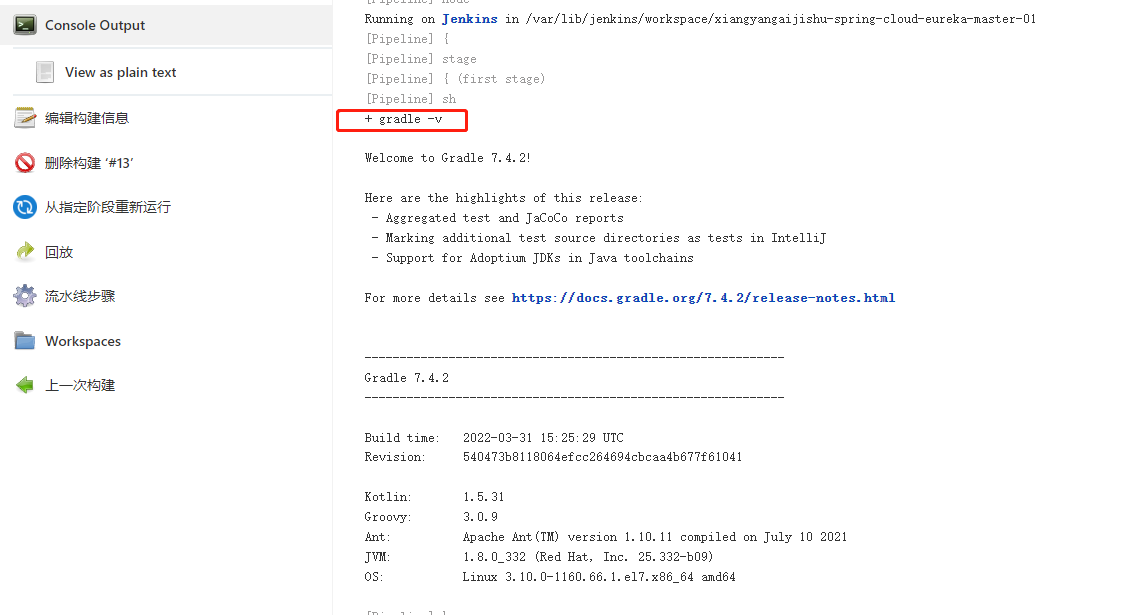 Console Output
View as plain text
编辑构建信息
删除构建 ‘#13’
从指定阶段重新运行
回放
流水线步骤
Workspaces
上一次构建
[Pipeline] node
Running on Jenkins in /var/lib/jenkins/workspace/xiangyangaijishu-spring-cloud-eureka-master-01
[Pipeline] {
[Pipeline] stage
[Pipeline] { (first stage)
[Pipeline] sh
+ gradle -v
Welcome to Gradle 7.4.2!
Here are the highlights of this release:
- Aggregated test and JaCoCo reports
- Marking additional test source directories as tests in IntelliJ
- Support for Adoptium JDKs in Java toolchains
For more details see https://docs.gradle.org/7.4.2/release-notes.html
------------------------------------------------------------
Gradle 7.4.2
------------------------------------------------------------
Build time: 2022-03-31 15:25:29 UTC
Revision: 540473b8118064efcc264694cbcaa4b677f61041
Kotlin: 1.5.31
Groovy: 3.0.9
Ant: Apache Ant(TM) version 1.10.11 compiled on July 10 2021
JVM: 1.8.0_332 (Red Hat, Inc. 25.332-b09)
OS: Linux 3.10.0-1160.66.1.el7.x86_64 amd64